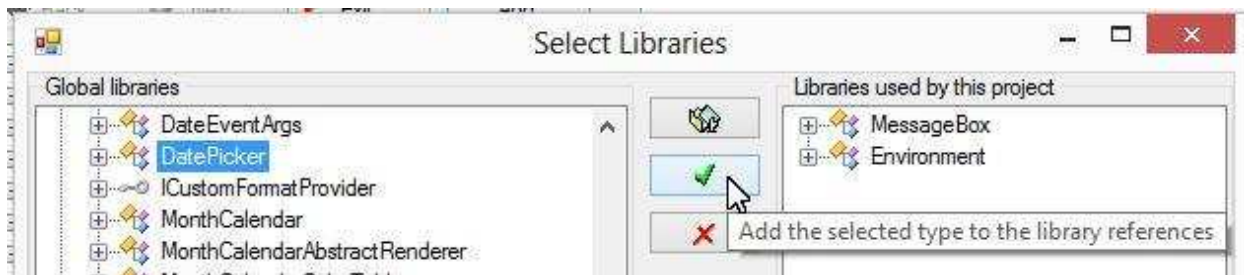 Select Libraries
Global libraries
DateEventArgs
DatePicker
ICustomFormatProvider
MonthCalendar
MonthCalendarAbstractRenderer
Libraries used by this project
MessageBox
Environment
Add the selected type to the library references